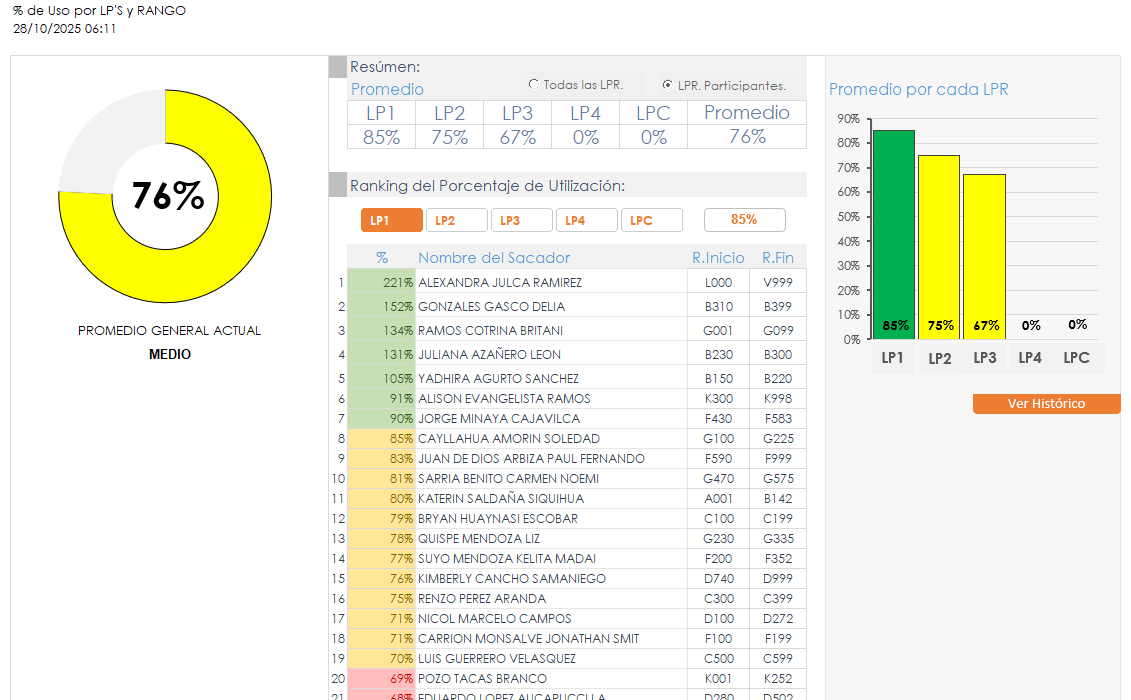 % de Uso por LP'S y RANGO
28/10/2025 06:11
76%
PROMEDIO GENERAL ACTUAL
MEDIO
Resúmen:
Promedio
Todas las LPR.
LPR. Participantes.
LP1 LP2 LP3 LP4 LPC Promedio
85% 75% 67% 0% 0% 76%
Ranking del Porcentaje de Utilización:
LP1 LP2 LP3 LP4 LPC 85%
% Nombre del Sacador R.Inicio R.Fin
1 221% ALEXANDRA JULCA RAMIREZ L000 V999
2 152% GONZALES GASCO DELIA B310 B399
3 134% RAMOS COTRINA BRITANI G001 G099
4 131% JULIANA AZAÑERO LEON B230 B300
5 105% YADHIRA AGURTO SANCHEZ B150 B220
6 91% ALISON EVANGELISTA RAMOS K300 K998
7 90% JORGE MINAYA CAJAVILCA F430 F583
8 85% CAYLLAHUA AMORIN SOLEDAD G100 G225
9 83% JUAN DE DIOS ARBIZA PAUL FERNANDO F590 F999
10 81% SARRIA BENITO CARMEN NOEMI G470 G575
11 80% KATERIN SALDAÑA SIQUIHUA A001 B142
12 79% BRYAN HUAYNASI ESCOBAR C100 C199
13 78% QUISPE MENDOZA LIZ G230 G335
14 77% SUYO MENDOZA KELITA MADAI F200 F352
15 76% KIMBERLY CANCHO SAMANIEGO D740 D999
16 75% RENZO PEREZ ARANDA C300 C399
17 71% NICOL MARCELO CAMPOS D100 D272
18 71% CARRION MONSALVE JONATHAN SMIT F100 F199
19 70% LUIS GUERRERO VELASQUEZ C500 C599
20 69% POZO TACAS BRANCO K001 K252
21 68% EDUARDO LOPEZ AUCAPUCCLLA D280 D502
Promedio por cada LPR
90%
80%
70%
60%
50%
40%
30%
20%
10%
0%
85% 75% 67% 0% 0%
LP1 LP2 LP3 LP4 LPC
Ver Histórico